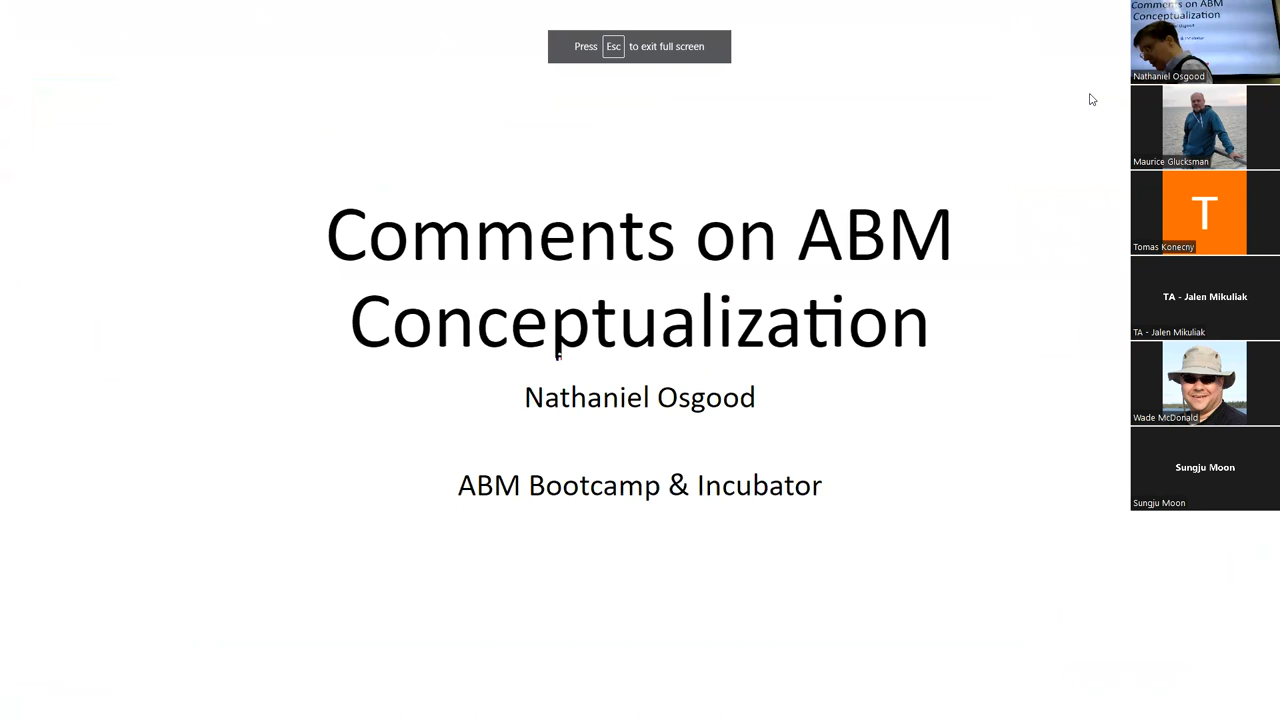 Press Esc to exit full screen
Comments on ABM
Conceptualization
Nathaniel Osgood
ABM Bootcamp & Incubator
Comments on ABM
Conceptualization
Nathaniel Osgood
Maurice Glucksman
T
Tomas Konecny
TA - Jalen Mikuliak
TA - Jalen Mikuliak
Wade McDonald
Sungju Moon
Sungju Moon